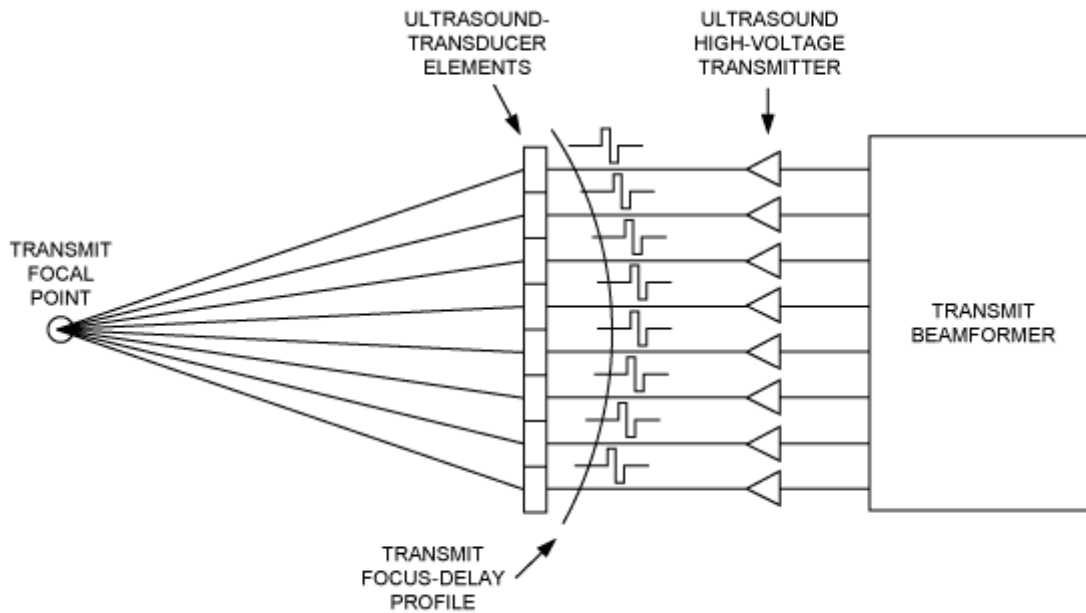 ULTRASOUND-
TRANSDUCER
ELEMENTS
ULTRASOUND
HIGH-VOLTAGE
TRANSMITTER
TRANSMIT
FOCAL
POINT
TRANSMIT
BEAMFORMER
TRANSMIT
FOCUS-DELAY
PROFILE